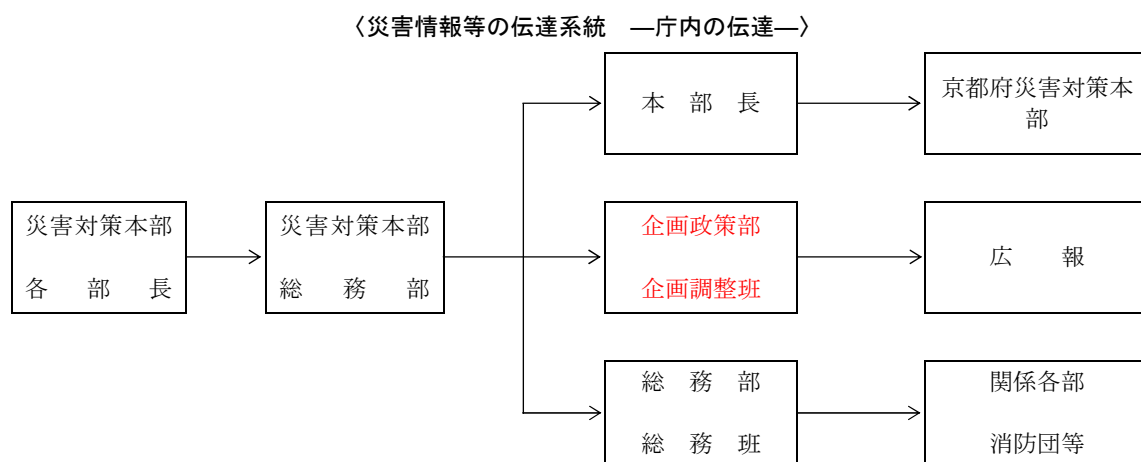 〈災害情報等の伝達系統　―庁内の伝達―〉
本　部　長
京都府災害対策本
部
災害対策本部
各　部　長
災害対策本部
総　務　部
企画政策部
企画調整班
広　報
総　務　部
総　務　班
関係各部
消防団等